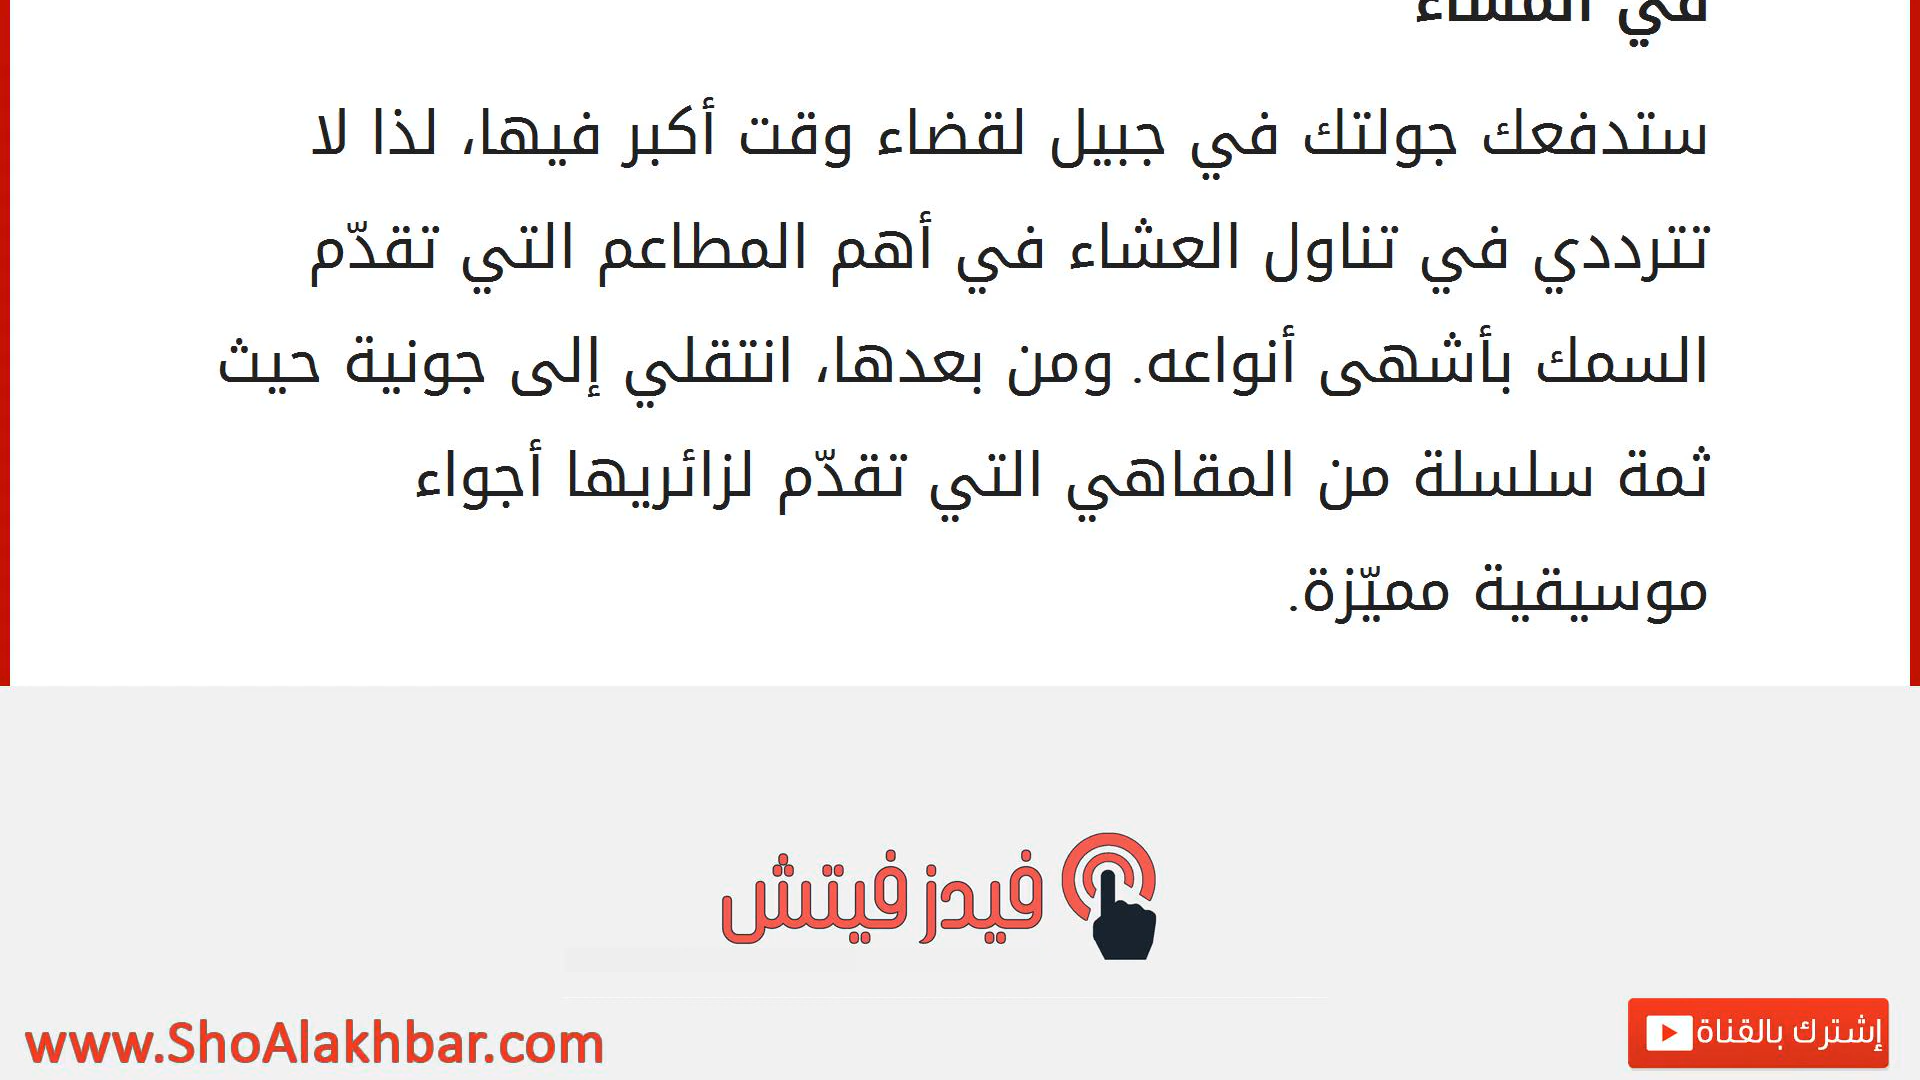 في المساء
ستدفعك جولتك في جبيل لقضاء وقت أكبر فيها، لذا لا
تترددي في تناول العشاء في أهم المطاعم التي تقدّم
السمك بأشهى أنواعه. ومن بعدها، انتقلي إلى جونية حيث
ثمة سلسلة من المقاهي التي تقدّم لزائريها أجواء
موسيقية مميّزة.
فيدز فيتش
www.ShoAlakhbar.com
إشترك بالقناة